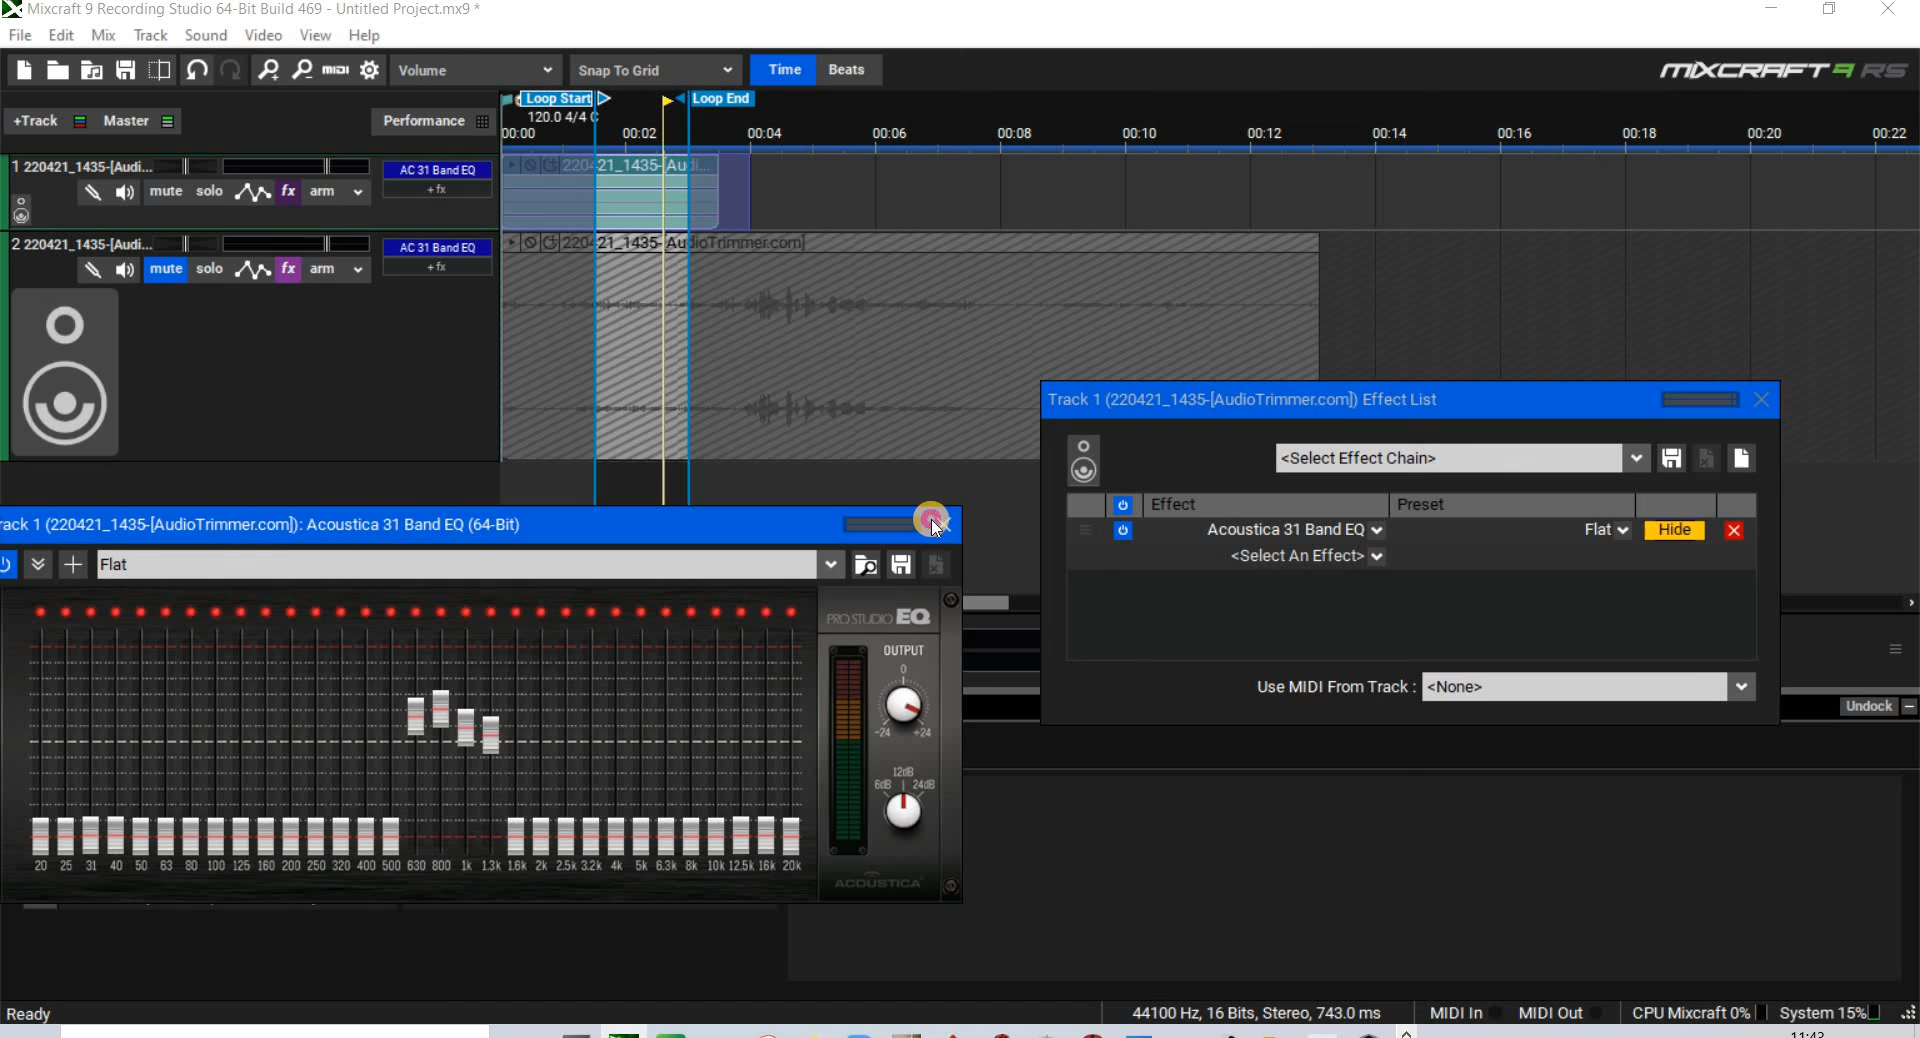 Mixcraft 9 Recording Studio 64-Bit Build 469 - Untitled Project.mx9 *
File Edit Mix Track Sound Video View Help
MIDI Volume Snap To Grid Time Beats MIXCRAFT 9 RS
Loop Start Loop End
120.0 4/4 C
+Track Master Performance
00:00 00:02 00:04 00:06 00:08 00:10 00:12 00:14 00:16 00:18 00:20 00:22
1 220421_1435-[Audi... AC 31 Band EQ 220421_1435-[Audi...
mute solo fx arm + fx
2 220421_1435-[Audi... AC 31 Band EQ 220421_1435-[AudioTrimmer.com]
mute solo fx arm + fx
Track 1 (220421_1435-[AudioTrimmer.com]) Effect List
<Select Effect Chain>
Effect Preset
Acoustica 31 Band EQ Flat Hide
<Select An Effect>
Use MIDI From Track : <None>
Undock
rack 1 (220421_1435-[AudioTrimmer.com]): Acoustica 31 Band EQ (64-Bit)
Flat
PRO STUDIO EQ
OUTPUT
0
-24 +24
12dB
6dB 24dB
20 25 31 40 50 63 80 100 125 160 200 250 320 400 500 630 800 1k 1.3k 1.6k 2k 2.5k 3.2k 4k 5k 6.3k 8k 10k 12.5k 16k 20k
ACOUSTICA
Ready 44100 Hz, 16 Bits, Stereo, 743.0 ms MIDI In MIDI Out CPU Mixcraft 0% System 15%